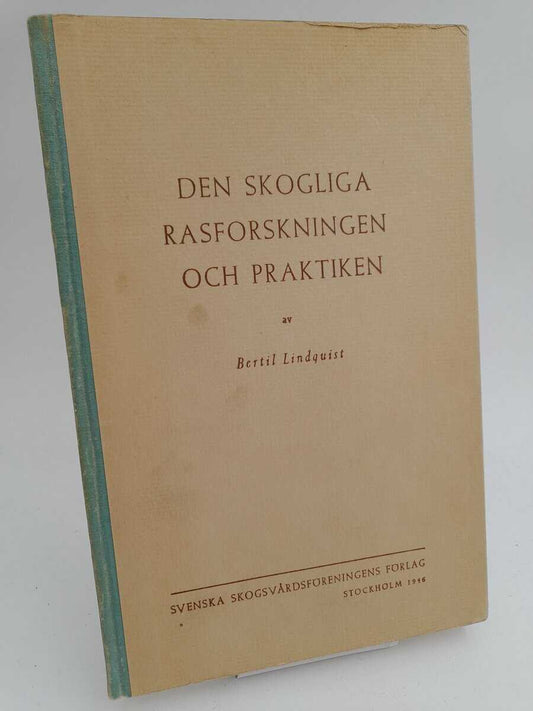 DEN SKOGLIGA
RASFORSKNINGEN
OCH PRAKTIKEN
av
Bertil Lindquist
SVENSKA SKOGSVÅRDSFÖRENINGENS FÖRLAG
STOCKHOLM 1946